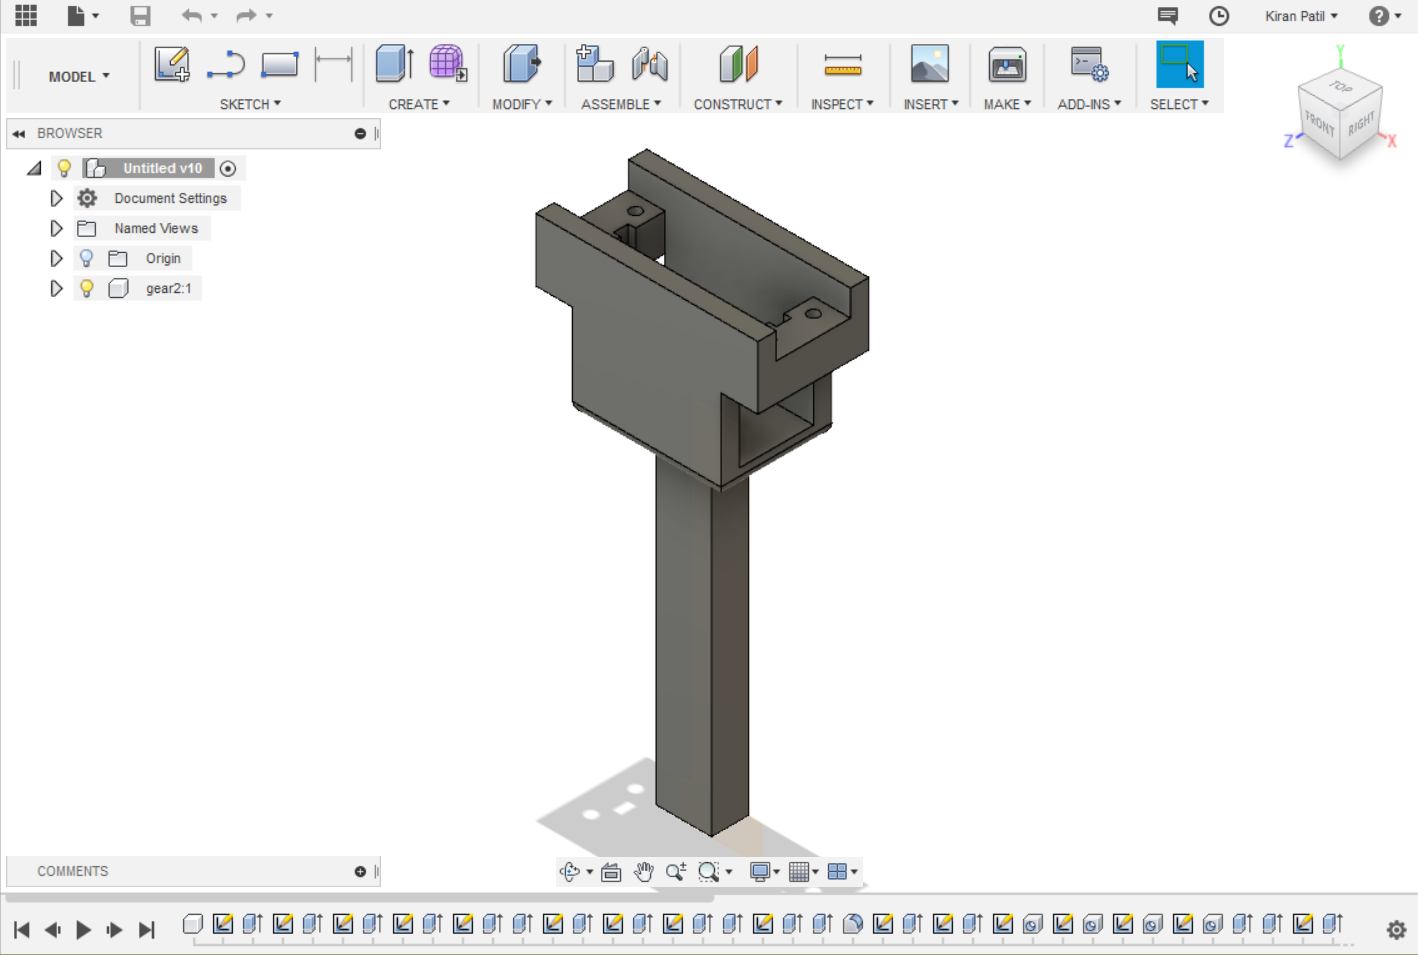 Kiran Patil
?
MODEL
SKETCH
CREATE
MODIFY
ASSEMBLE
CONSTRUCT
INSPECT
INSERT
MAKE
ADD-INS
SELECT
Y
TOP
FRONT
RIGHT
Z
X
BROWSER
Untitled v10
Document Settings
Named Views
Origin
gear2:1
COMMENTS